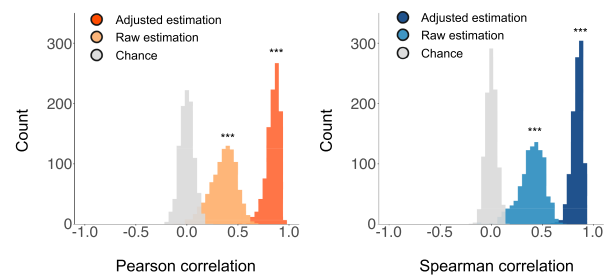 Adjusted estimation
Raw estimation
Chance
***
***
300
200
100
0
Count
-1.0 -0.5 0.0 0.5 1.0
Pearson correlation
Adjusted estimation
Raw estimation
Chance
***
***
300
200
100
0
Count
-1.0 -0.5 0.0 0.5 1.0
Spearman correlation